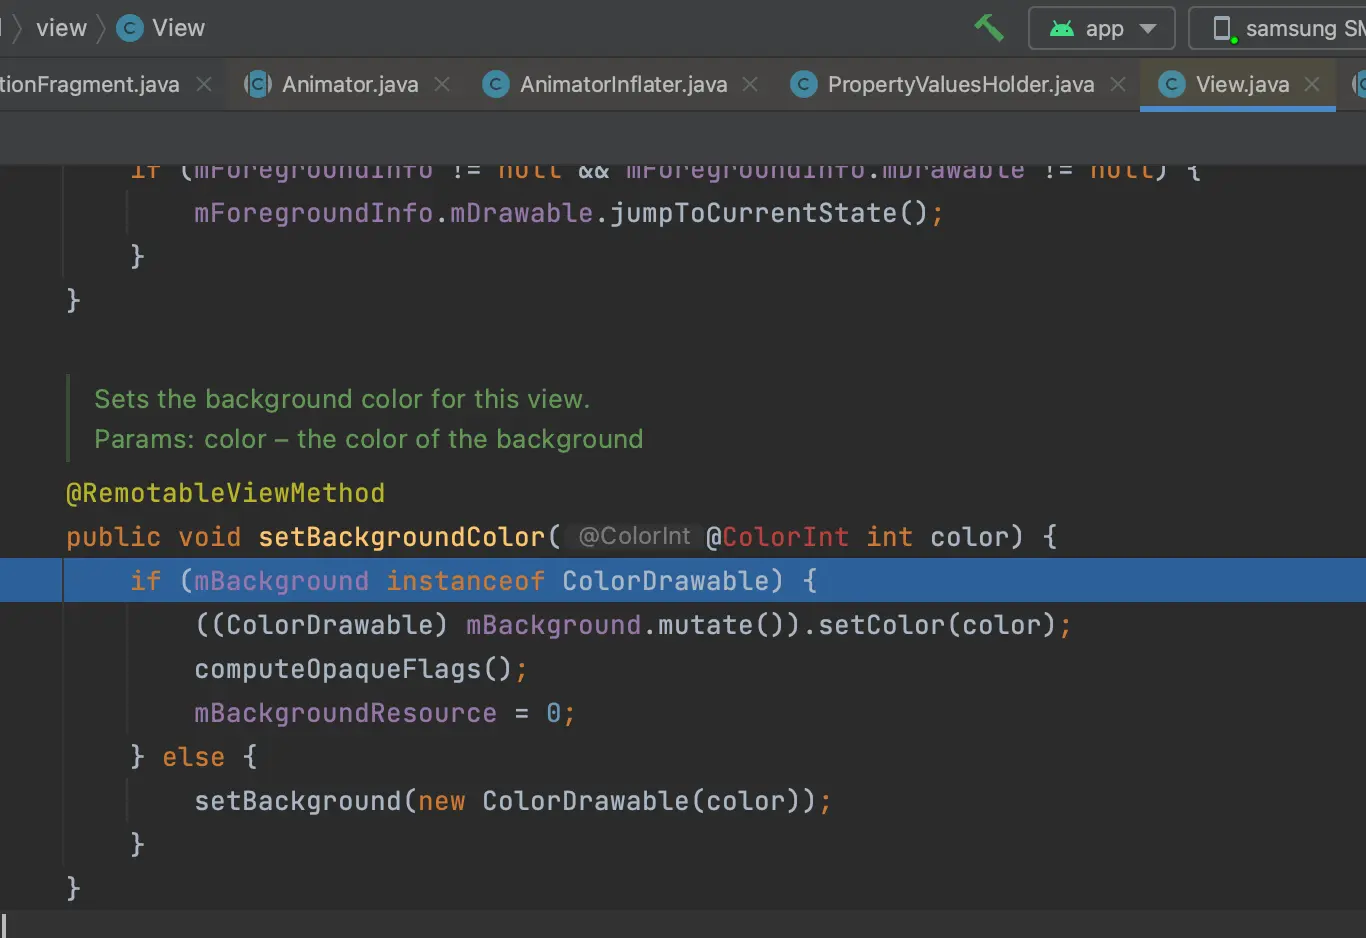 view View
app samsung SM
tionFragment.java Animator.java AnimatorInflater.java PropertyValuesHolder.java View.java
if (mForegroundInfo != null && mForegroundInfo.mDrawable != null) {
mForegroundInfo.mDrawable.jumpToCurrentState();
}
}
Sets the background color for this view.
Params: color – the color of the background
@RemotableViewMethod
public void setBackgroundColor( @ColorInt @ColorInt int color) {
if (mBackground instanceof ColorDrawable) {
((ColorDrawable) mBackground.mutate()).setColor(color);
computeOpaqueFlags();
mBackgroundResource = 0;
} else {
setBackground(new ColorDrawable(color));
}
}